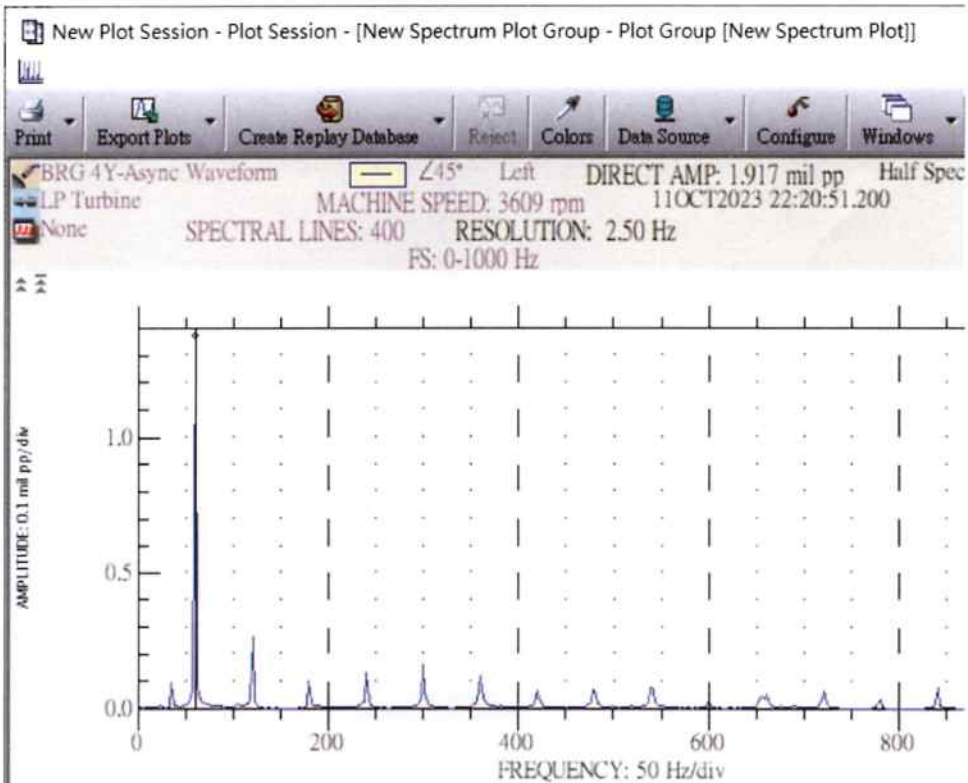 New Plot Session - Plot Session - [New Spectrum Plot Group - Plot Group [New Spectrum Plot]]
Print Export Plots Create Replay Database Reject Colors Data Source Configure Windows
BRG 4Y-Async Waveform ∠45° Left DIRECT AMP: 1.917 mil pp Half Spec
LP Turbine MACHINE SPEED: 3609 rpm 11OCT2023 22:20:51.200
None SPECTRAL LINES: 400 RESOLUTION: 2.50 Hz
FS: 0-1000 Hz
AMPLITUDE: 0.1 mil pp/div
1.0
0.5
0.0
0 200 400 600 800
FREQUENCY: 50 Hz/div